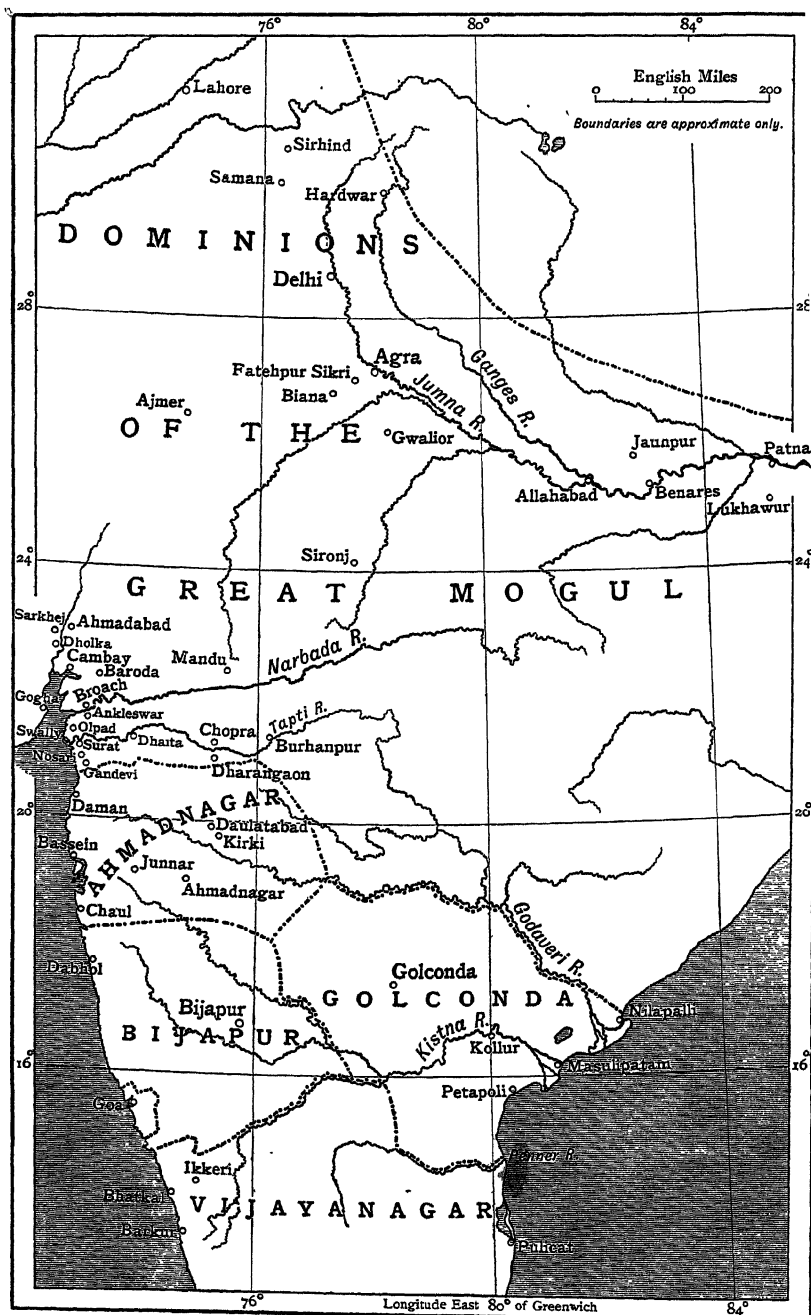 76°
80°
84°
Lahore
English Miles
0 100 200
Boundaries are approximate only.
Sirhind
Samana
Hardwar
DOMINIONS
Delhi
28°
28
Agra
Fatehpur Sikri
Biana
Jumna R.
Ganges R.
Ajmer
OF THE
Gwalior
Jaunpur
Patna
Allahabad
Benares
Lukhawur
Sironj
24°
24
GREAT MOGUL
Sarkhej
Ahmadabad
Dholka
Cambay
Baroda
Mandu
Narbada R.
Gogha
Broach
Ankleswar
Swally
Olpad
Surat
Dhaita
Chopra
Tapti R.
Burhanpur
Nosari
Gandevi
Dharangaon
20°
20
Daman
AHMADNAGAR
Daulatabad
Kirki
Bassein
Junnar
Ahmadnagar
Chaul
Godaveri R.
Dabhol
Golconda
GOLCONDA
Nilapalli
Bijapur
BIJAPUR
Kistna R.
Kollur
Masulipatam
16°
16°
Petapoli
Goa
Penner R.
Ikkeri
Bhatkal
VIJAYANAGAR
Barkur
Pulicat
76°
Longitude East 80° of Greenwich
84°